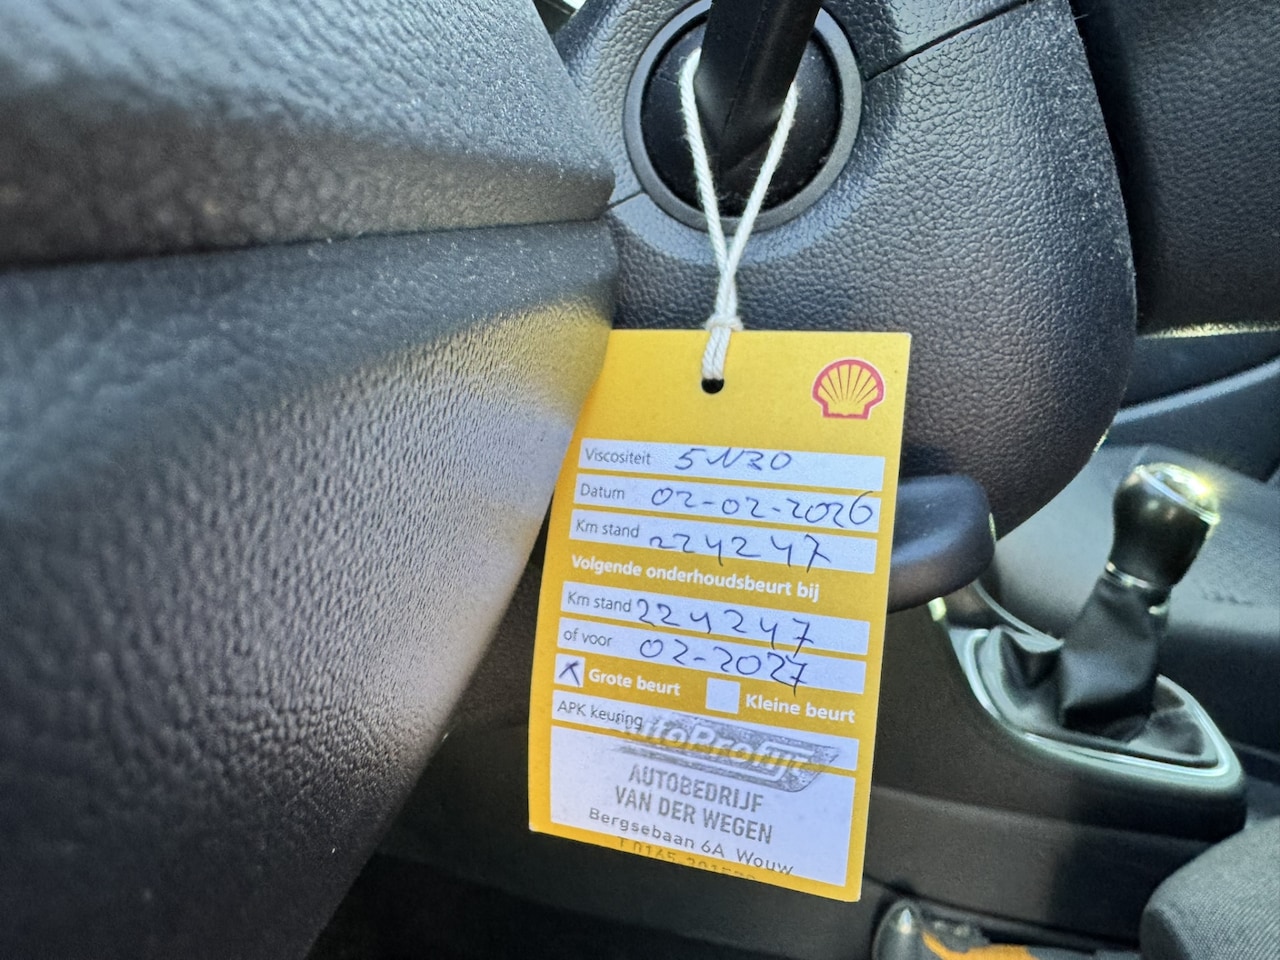 Viscositeit 5W30
Datum 02-02-2026
Km stand 224247
Volgende onderhoudsbeurt bij
Km stand 224247
of voor 02-2027
Grote beurt Kleine beurt
APK keuring
AutoProfijt
AUTOBEDRIJF
VAN DER WEGEN
Bergsebaan 6A Wouw